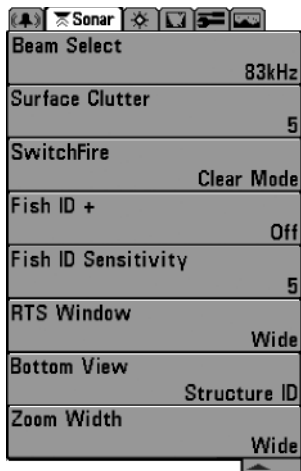 Sonar
Beam Select
83kHz
Surface Clutter
5
SwitchFire
Clear Mode
Fish ID +
Off
Fish ID Sensitivity
5
RTS Window
Wide
Bottom View
Structure ID
Zoom Width
Wide